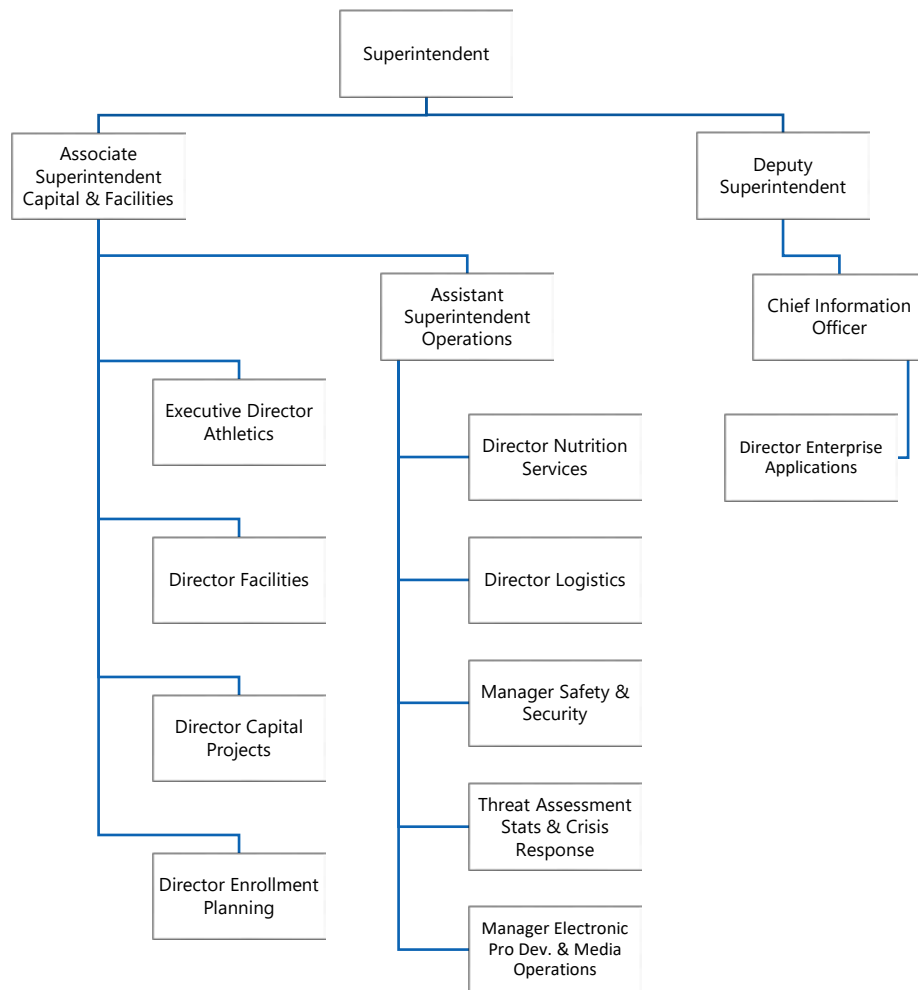 Superintendent
Associate
Superintendent
Capital & Facilities
Deputy
Superintendent
Assistant
Superintendent
Operations
Chief Information
Officer
Executive Director
Athletics
Director Nutrition
Services
Director Enterprise
Applications
Director Facilities
Director Logistics
Manager Safety &
Security
Director Capital
Projects
Threat Assessment
Stats & Crisis
Response
Director Enrollment
Planning
Manager Electronic
Pro Dev. & Media
Operations